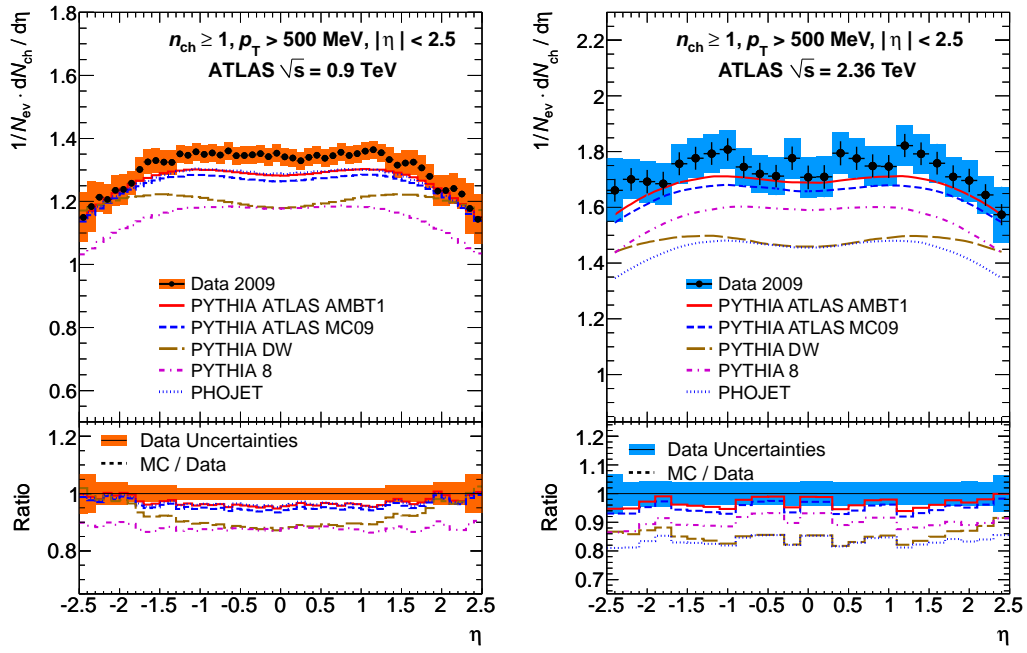 1/N_ev · dN_ch / dη
1.8
1.6
1.4
1.2
1
0.8
0.6
n_ch ≥ 1, p_T > 500 MeV, | η | < 2.5
ATLAS √s = 0.9 TeV
Data 2009
PYTHIA ATLAS AMBT1
PYTHIA ATLAS MC09
PYTHIA DW
PYTHIA 8
PHOJET
Ratio
1.2
1
0.8
Data Uncertainties
MC / Data
-2.5 -2 -1.5 -1 -0.5 0 0.5 1 1.5 2 2.5
η
1/N_ev · dN_ch / dη
2.2
2
1.8
1.6
1.4
1.2
1
n_ch ≥ 1, p_T > 500 MeV, | η | < 2.5
ATLAS √s = 2.36 TeV
Data 2009
PYTHIA ATLAS AMBT1
PYTHIA ATLAS MC09
PYTHIA DW
PYTHIA 8
PHOJET
Ratio
1.2
1.1
1
0.9
0.8
0.7
Data Uncertainties
MC / Data
-2.5 -2 -1.5 -1 -0.5 0 0.5 1 1.5 2 2.5
η